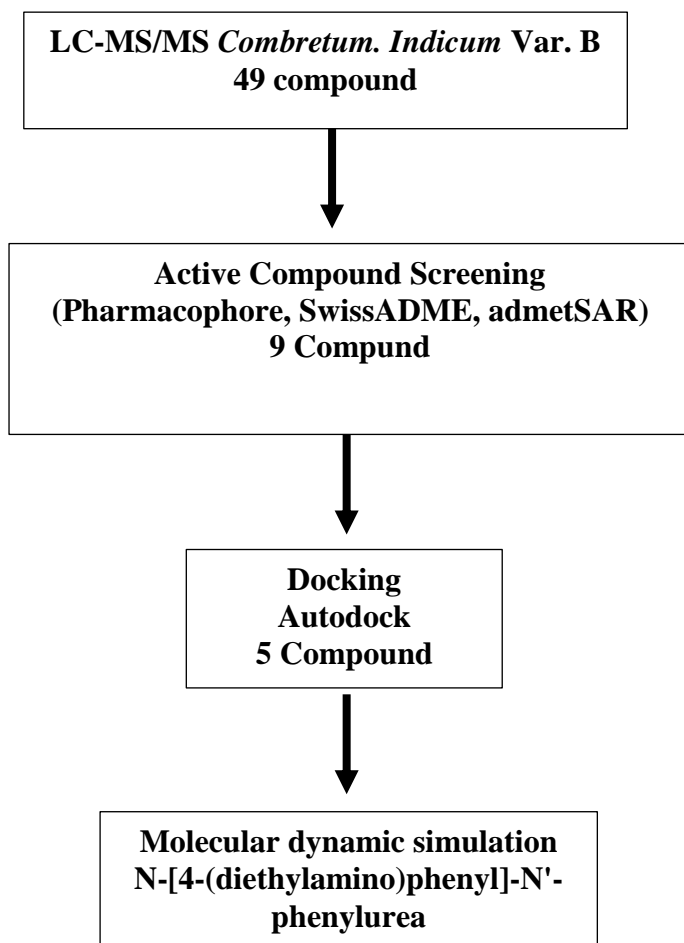 LC-MS/MS Combretum. Indicum Var. B
49 compound
Active Compound Screening
(Pharmacophore, SwissADME, admetSAR)
9 Compund
Docking
Autodock
5 Compound
Molecular dynamic simulation
N-[4-(diethylamino)phenyl]-N'-
phenylurea